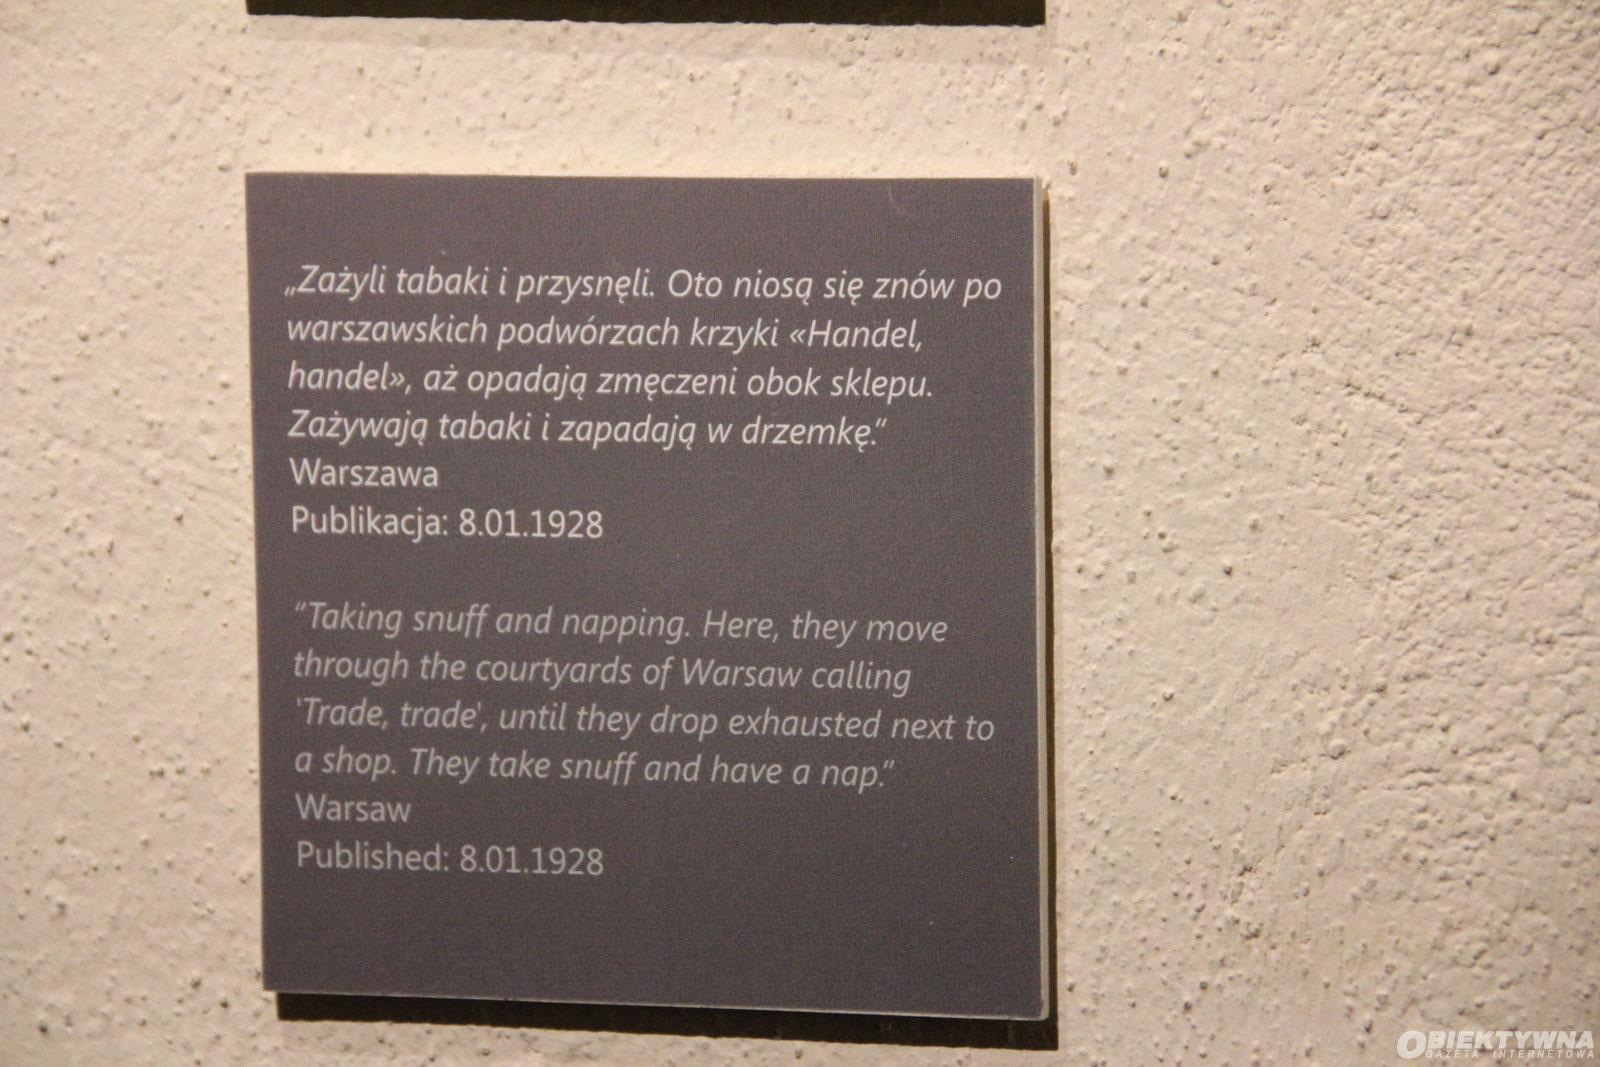 „Zażyli tabaki i przysnęli. Oto niosą się znów po
warszawskich podwórzach krzyki «Handel,
handel», aż opadają zmęczeni obok sklepu.
Zażywają tabaki i zapadają w drzemkę.”
Warszawa
Publikacja: 8.01.1928
“Taking snuff and napping. Here, they move
through the courtyards of Warsaw calling
'Trade, trade', until they drop exhausted next to
a shop. They take snuff and have a nap.”
Warsaw
Published: 8.01.1928
OBIEKTYWNA
GAZETA INTERNETOWA